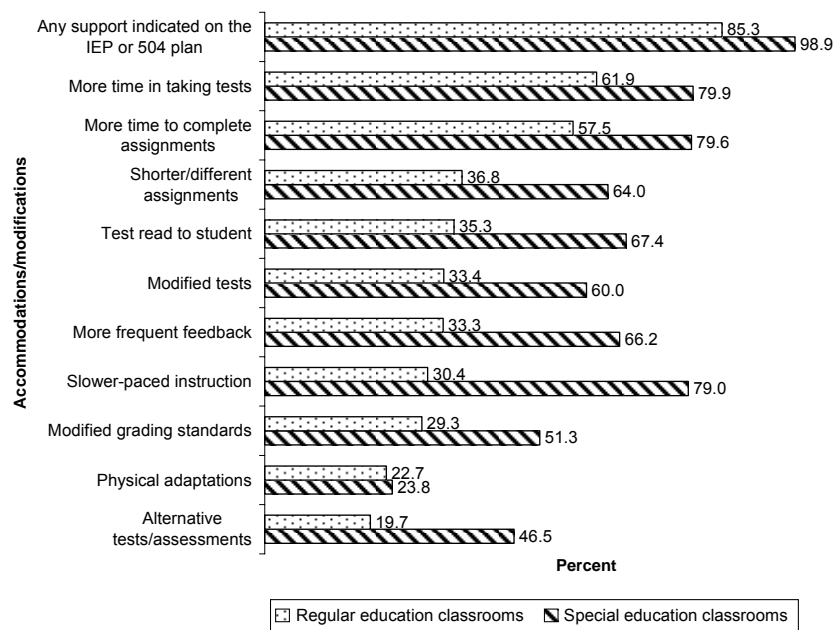 Accommodations/modifications
Any support indicated on the
IEP or 504 plan
85.3
98.9
More time in taking tests
61.9
79.9
More time to complete
assignments
57.5
79.6
Shorter/different
assignments
36.8
64.0
Test read to student
35.3
67.4
Modified tests
33.4
60.0
More frequent feedback
33.3
66.2
Slower-paced instruction
30.4
79.0
Modified grading standards
29.3
51.3
Physical adaptations
22.7
23.8
Alternative
tests/assessments
19.7
46.5
Percent
Regular education classrooms
Special education classrooms